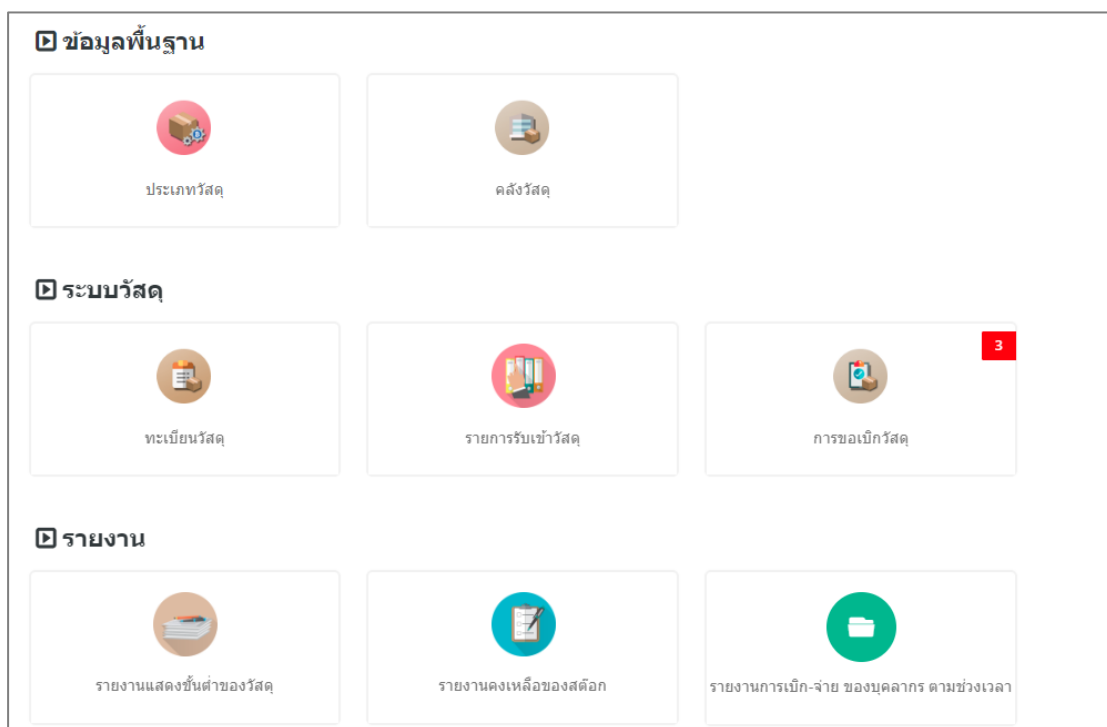 ข้อมูลพื้นฐาน
ประเภทวัสดุ
คลังวัสดุ
ระบบวัสดุ
3
ทะเบียนวัสดุ
รายการรับเข้าวัสดุ
การขอเบิกวัสดุ
รายงาน
รายงานแสดงขั้นต่ำของวัสดุ
รายงานคงเหลือของสต๊อก
รายงานการเบิก-จ่าย ของบุคลากร ตามช่วงเวลา